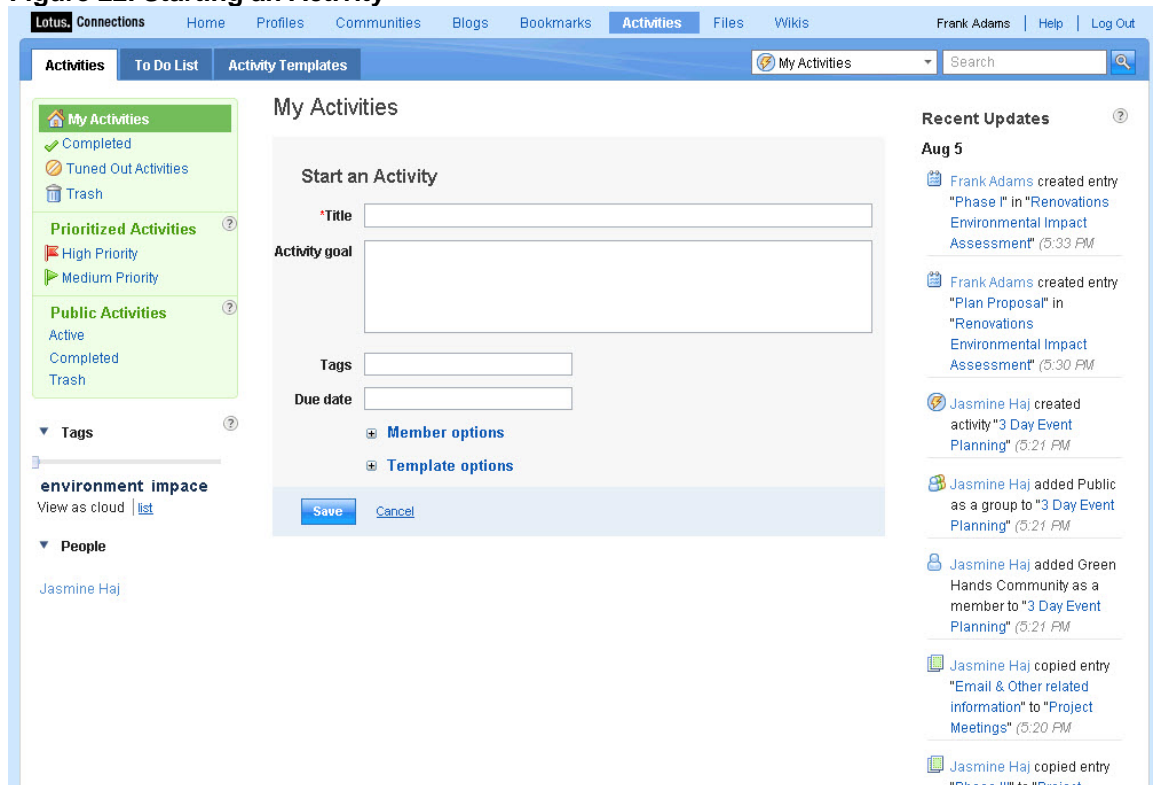 Figure 22: Starting an Activity
Lotus. Connections Home Profiles Communities Blogs Bookmarks Activities Files Wikis Frank Adams | Help | Log Out
Activities To Do List Activity Templates My Activities Search
My Activities
Completed
Tuned Out Activities
Trash
Prioritized Activities ?
High Priority
Medium Priority
Public Activities ?
Active
Completed
Trash
Tags ?
environment impace
View as cloud | list
People
Jasmine Haj
My Activities
Start an Activity
*Title
Activity goal
Tags
Due date
Member options
Template options
Save Cancel
Recent Updates ?
Aug 5
Frank Adams created entry
"Phase I" in "Renovations
Environmental Impact
Assessment" (5:33 PM
Frank Adams created entry
"Plan Proposal" in
"Renovations
Environmental Impact
Assessment" (5:30 PM
Jasmine Haj created
activity "3 Day Event
Planning" (5:21 PM
Jasmine Haj added Public
as a group to "3 Day Event
Planning" (5:21 PM
Jasmine Haj added Green
Hands Community as a
member to "3 Day Event
Planning" (5:21 PM
Jasmine Haj copied entry
"Email & Other related
information" to "Project
Meetings" (5:20 PM
Jasmine Haj copied entry